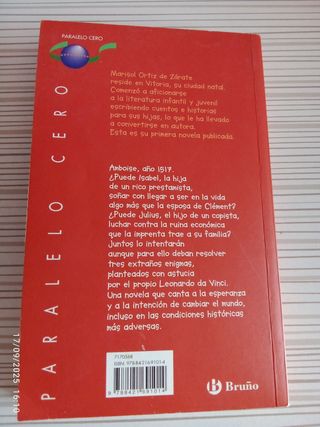 PARALELO CERO
PARALELO CERO
Marisol Ortiz de Zárate
reside en Vitoria, su ciudad natal.
Comenzó a aficionarse
a la literatura infantil y juvenil
escribiendo cuentos e historias
para sus hijas, lo que le ha llevado
a convertirse en autora.
Esta es su primera novela publicada.
Amboise, año 1517.
¿Puede Isabel, la hija
de un rico prestamista,
soñar con llegar a ser en la vida
algo más que la esposa de Clément?
¿Puede Julius, el hijo de un copista,
luchar contra la ruina económica
que la imprenta trae a su familia?
Juntos lo intentarán
aunque para ello deban resolver
tres extraños enigmas,
planteados con astucia
por el propio Leonardo da Vinci.
Una novela que canta a la esperanza
y a la intención de cambiar el mundo,
incluso en las condiciones históricas
más adversas.
7170368
ISBN 9788421691014
9 788421 691014
Bruño
17/09/2025 16:10